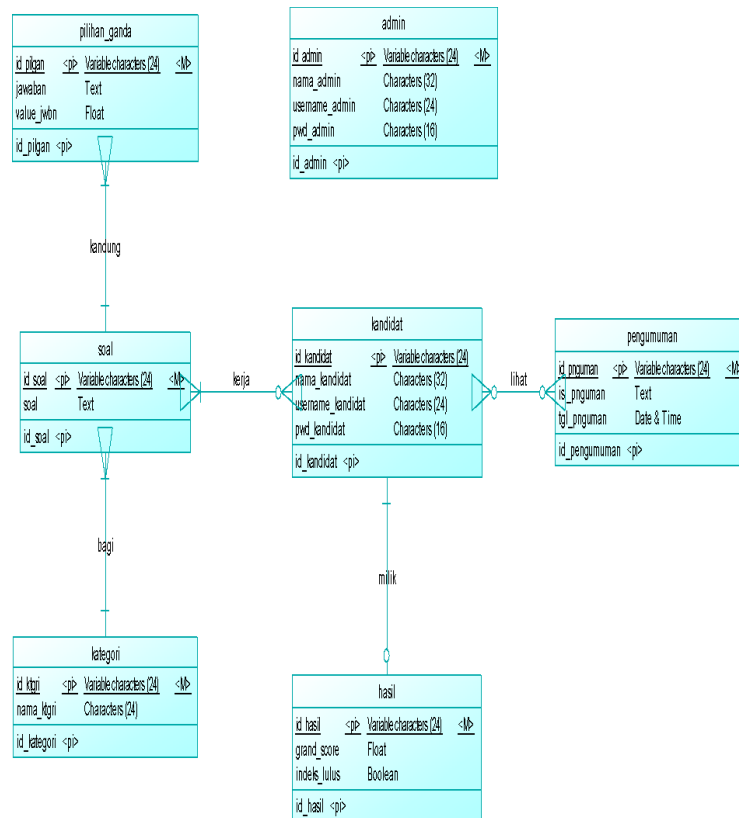 pilihan_ganda
id_pilgan <pi> Variable characters (24) <M>
jawaban Text
value_jwbn Float
id_pilgan <pi>
admin
id_admin <pi> Variable characters (24) <M>
nama_admin Characters (32)
username_admin Characters (24)
pwd_admin Characters (16)
id_admin <pi>
kandung
soal
id_soal <pi> Variable characters (24) <M>
soal Text
id_soal <pi>
kerja
kandidat
id_kandidat <pi> Variable characters (24)
nama_kandidat Characters (32)
username_kandidat Characters (24)
pwd_kandidat Characters (16)
id_kandidat <pi>
lihat
pengumuman
id_pnguman <pi> Variable characters (24) <M>
isi_pnguman Text
tgl_pnguman Date & Time
id_pengumuman <pi>
bagi
milik
kategori
id_ktgri <pi> Variable characters (24) <M>
nama_ktgri Characters (24)
id_kategori <pi>
hasil
id_hasil <pi> Variable characters (24) <M>
grand_score Float
indeks_lulus Boolean
id_hasil <pi>